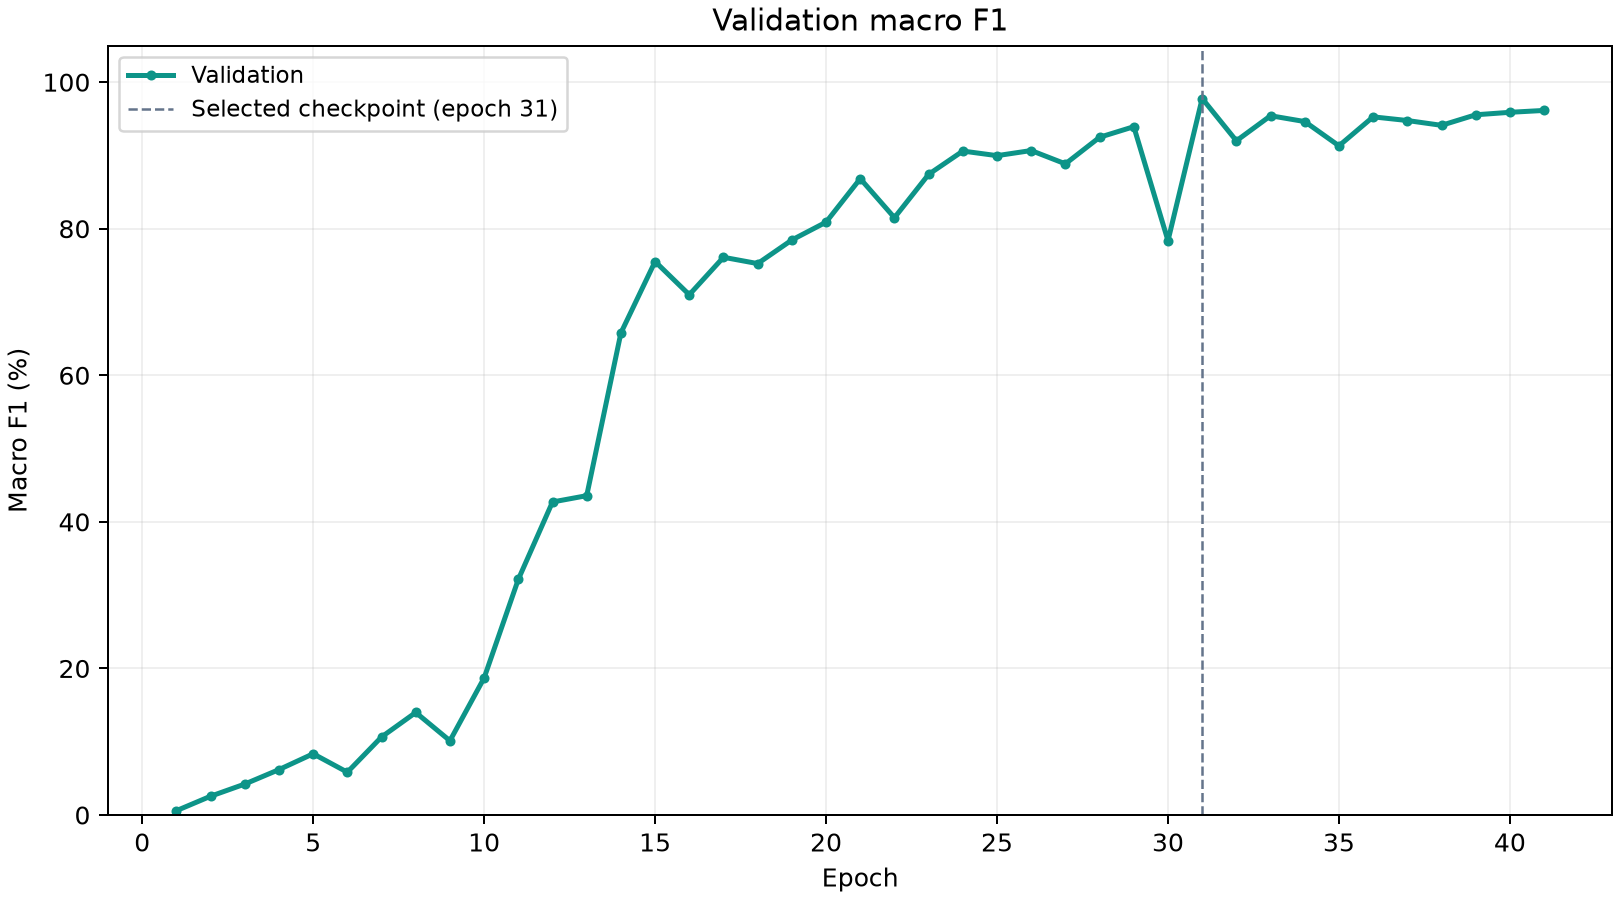 Validation macro F1
Validation
Selected checkpoint (epoch 31)
Macro F1 (%)
100
80
60
40
20
0
0 5 10 15 20 25 30 35 40
Epoch